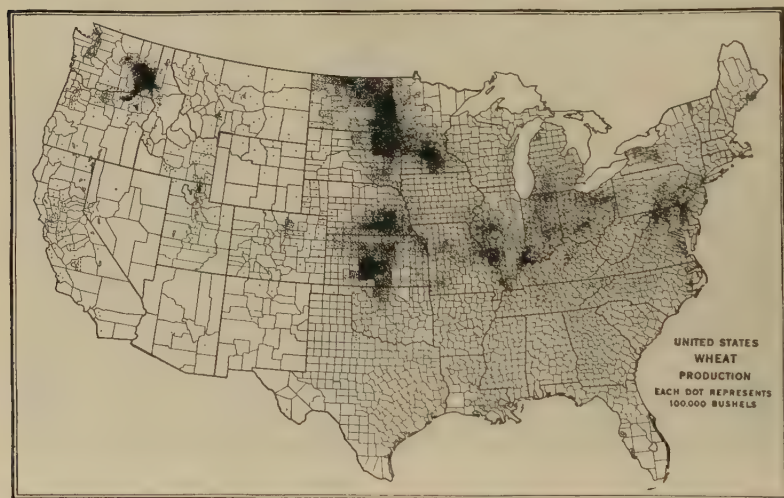 UNITED STATES
WHEAT
PRODUCTION
EACH DOT REPRESENTS
100,000 BUSHELS